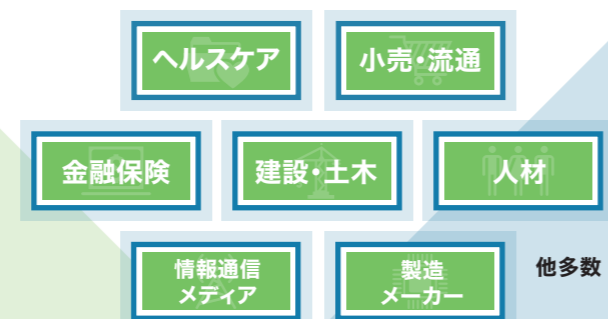 ヘルスケア
小売・流通
金融保険
建設・土木
人材
情報通信
メディア
製造
メーカー
他多数